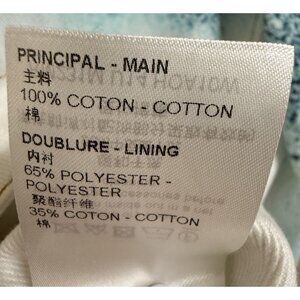 PRINCIPAL - MAIN
主料
100% COTON - COTTON
棉
DOUBLURE - LINING
内衬
65% POLYESTER -
POLYESTER
聚酯纤维
35% COTON - COTTON
棉